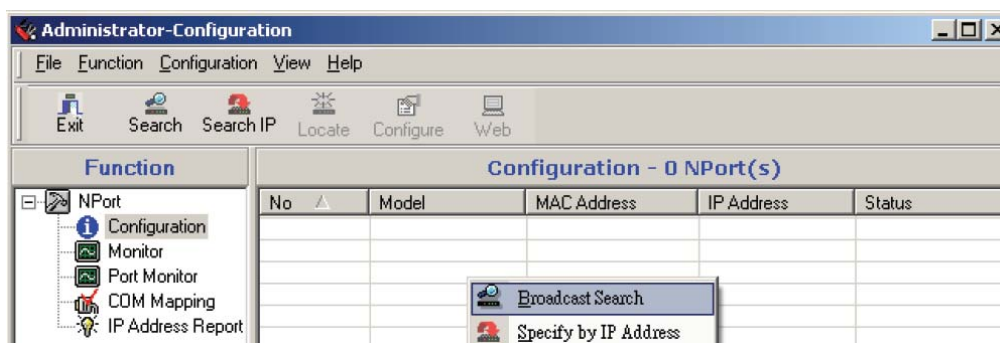 Administrator-Configuration
File Function Configuration View Help
Exit Search Search IP Locate Configure Web
Function
Configuration - 0 NPort(s)
NPort
Configuration
Monitor
Port Monitor
COM Mapping
IP Address Report
No Model MAC Address IP Address Status
Broadcast Search
Specify by IP Address